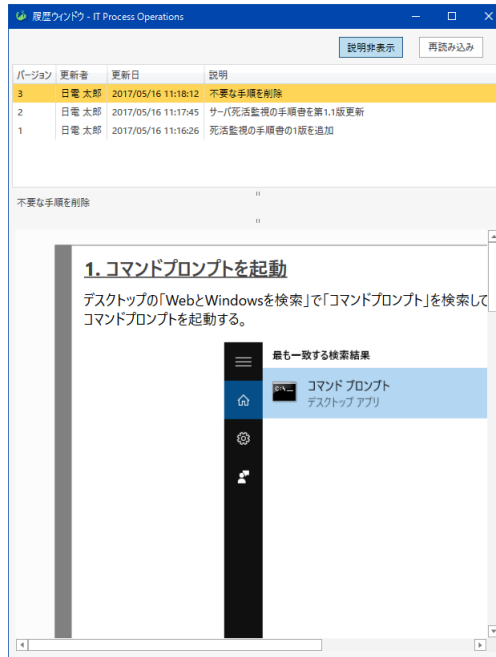 履歴ウィンドウ - IT Process Operations
説明非表示 再読み込み
バージョン 更新者 更新日 説明
3 日電 太郎 2017/05/16 11:18:12 不要な手順を削除
2 日電 太郎 2017/05/16 11:17:45 サーバ死活監視の手順書を第1.1版更新
1 日電 太郎 2017/05/16 11:16:26 死活監視の手順書の1版を追加
不要な手順を削除
1. コマンドプロンプトを起動
デスクトップの「WebとWindowsを検索」で「コマンドプロンプト」を検索して
コマンドプロンプトを起動する。
最も一致する検索結果
コマンド プロンプト
デスクトップ アプリ